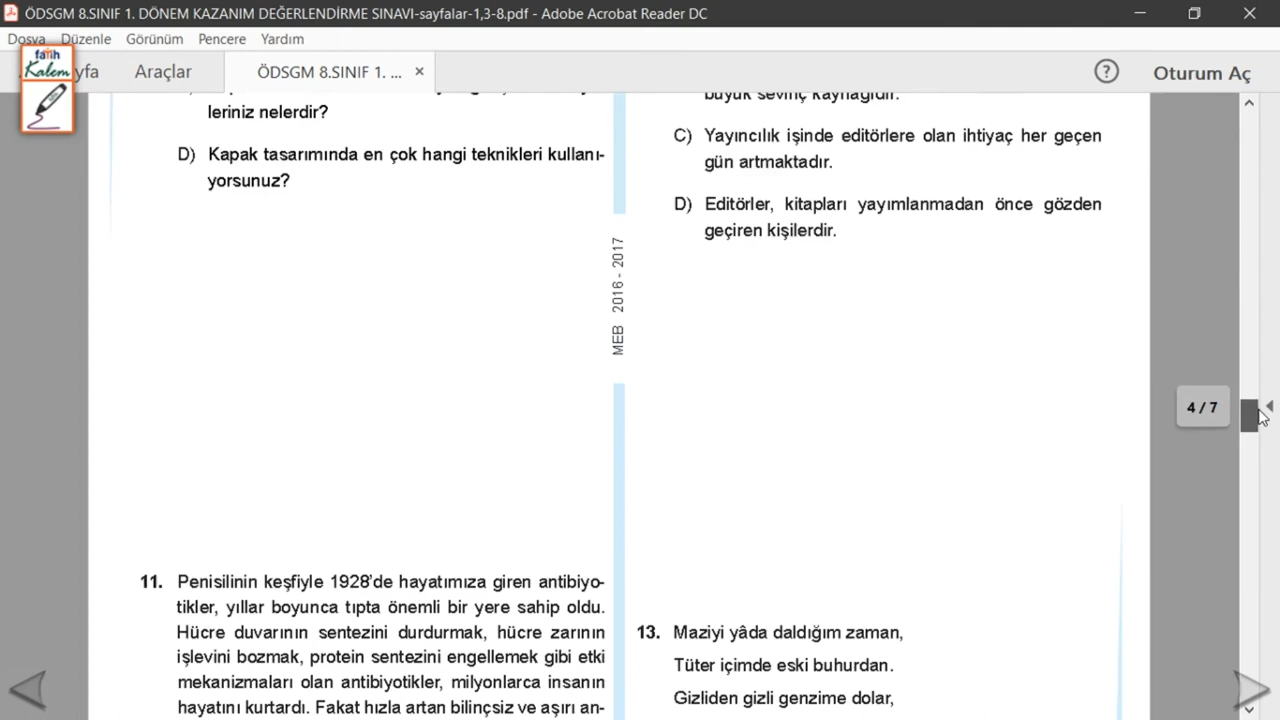 ÖDSGM 8.SINIF 1. DÖNEM KAZANIM DEĞERLENDİRME SINAVI-sayfalar-1,3-8.pdf - Adobe Acrobat Reader DC
Dosya Düzenle Görünüm Pencere Yardım
fatih
Kalem
yfa
Araçlar
ÖDSGM 8.SINIF 1. ... ×
Oturum Aç
leriniz nelerdir?
D) Kapak tasarımında en çok hangi teknikleri kullanı-
yorsunuz?
11. Penisilinin keşfiyle 1928'de hayatımıza giren antibiyo-
tikler, yıllar boyunca tıpta önemli bir yere sahip oldu.
Hücre duvarının sentezini durdurmak, hücre zarının
işlevini bozmak, protein sentezini engellemek gibi etki
mekanizmaları olan antibiyotikler, milyonlarca insanın
hayatını kurtardı. Fakat hızla artan bilinçsiz ve aşırı an-
MEB 2016 - 2017
büyük sevinç kaynağıdır.
C) Yayıncılık işinde editörlere olan ihtiyaç her geçen
gün artmaktadır.
D) Editörler, kitapları yayımlanmadan önce gözden
geçiren kişilerdir.
13. Maziyi yâda daldığım zaman,
Tüter içimde eski buhurdan.
Gizliden gizli genzime dolar,
4 / 7